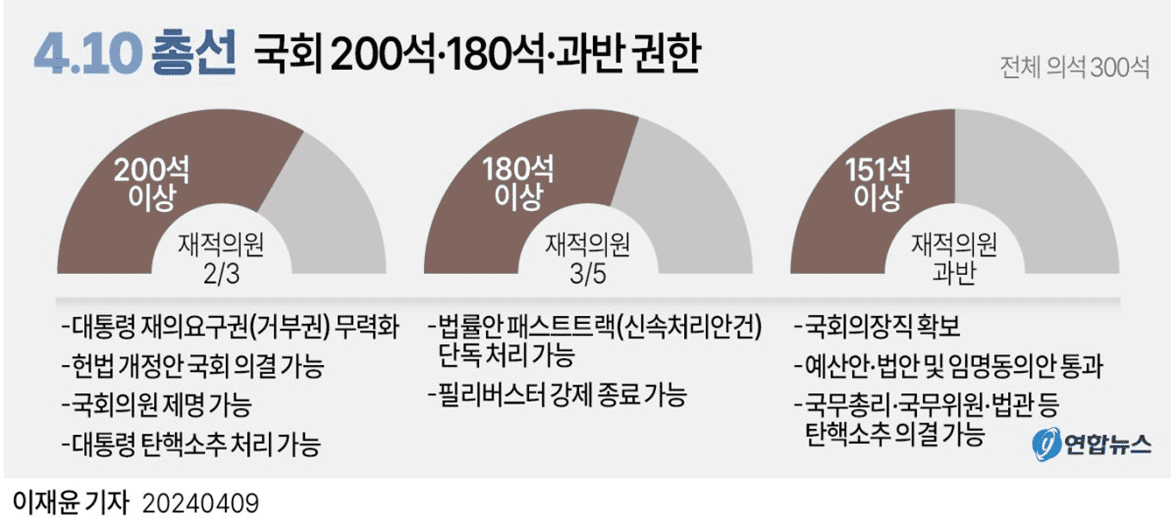 4.10 총선 국회 200석·180석·과반 권한
전체 의석 300석
200석
이상
재적의원
2/3
-대통령 재의요구권(거부권) 무력화
-헌법 개정안 국회 의결 가능
-국회의원 제명 가능
-대통령 탄핵소추 처리 가능
180석
이상
재적의원
3/5
-법률안 패스트트랙(신속처리안건)
단독 처리 가능
-필리버스터 강제 종료 가능
151석
이상
재적의원
과반
-국회의장직 확보
-예산안·법안 및 임명동의안 통과
-국무총리·국무위원·법관 등
탄핵소추 의결 가능
y 연합뉴스
이재윤 기자 20240409